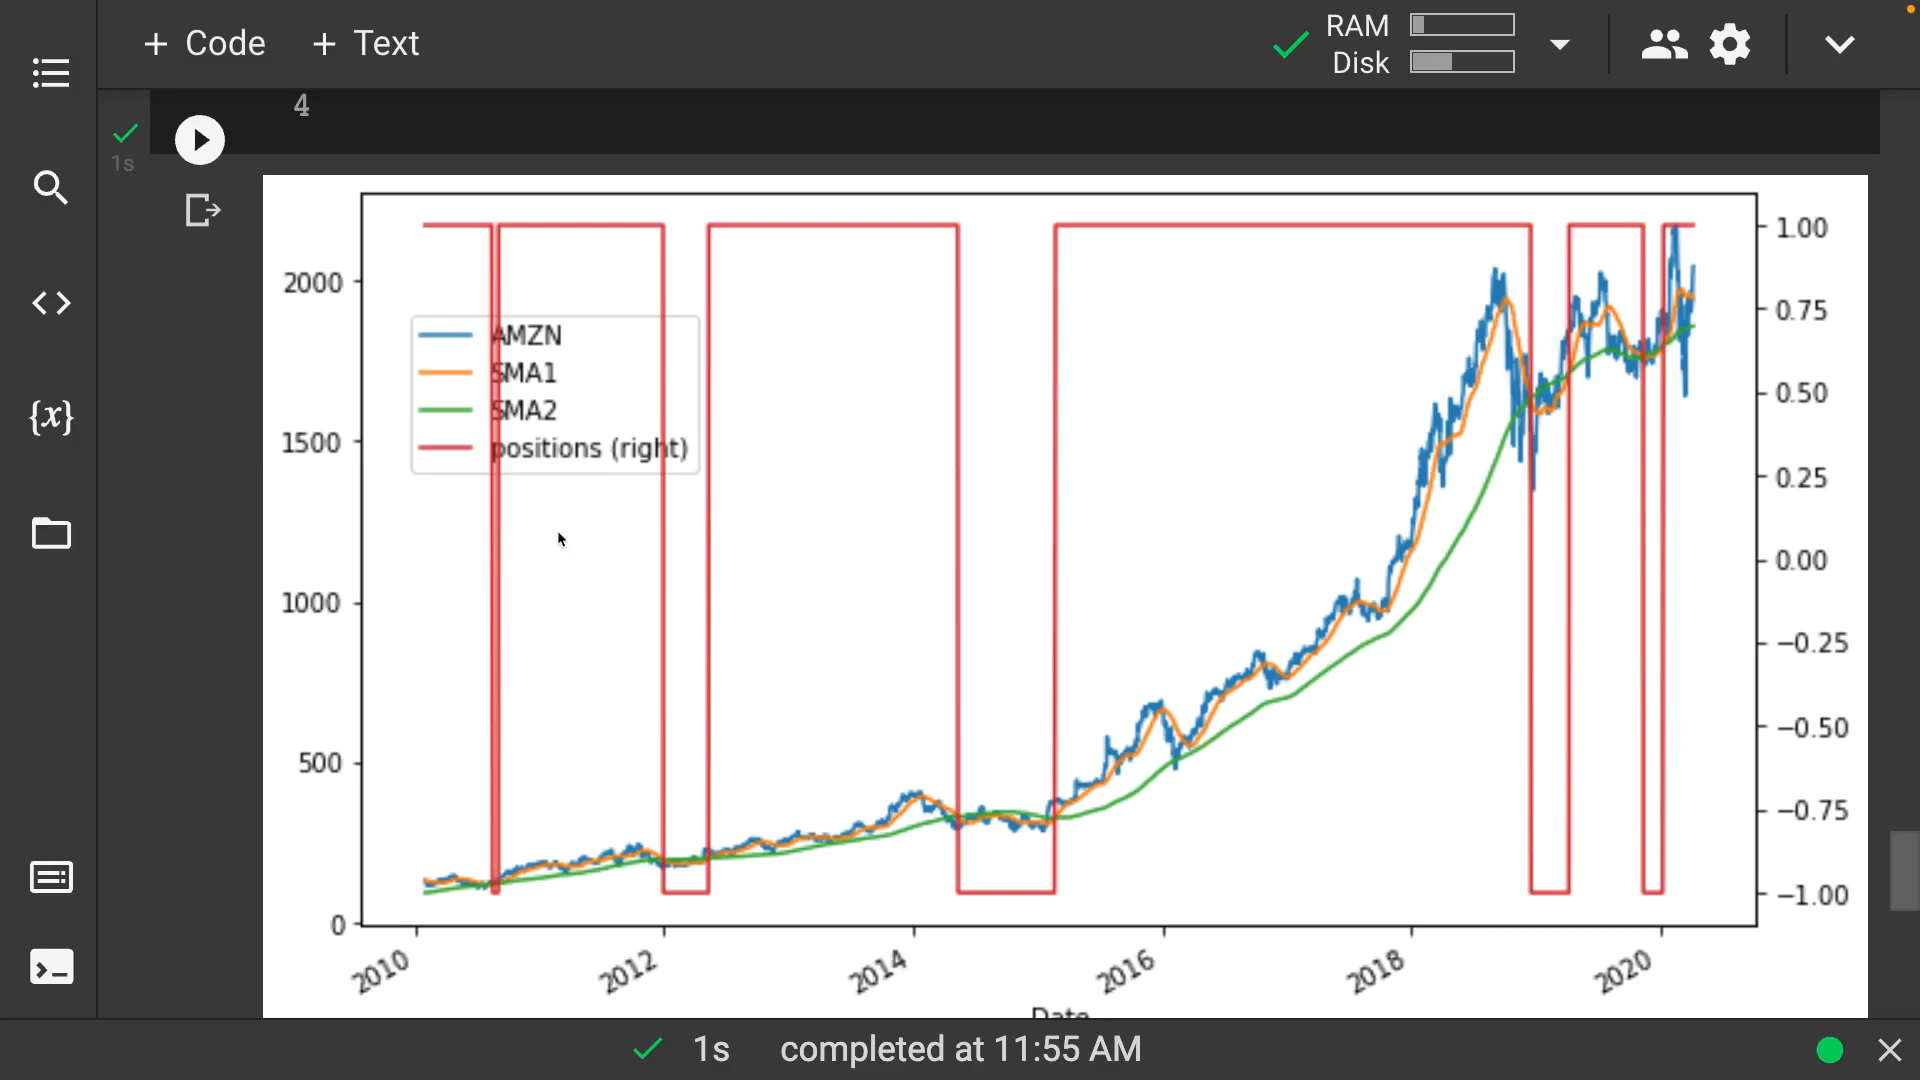 + Code + Text
RAM
Disk
4
1s
2000
1500
1000
500
0
AMZN
SMA1
SMA2
positions (right)
1.00
0.75
0.50
0.25
0.00
−0.25
−0.50
−0.75
−1.00
2010 2012 2014 2016 2018 2020
Date
{x}
1s completed at 11:55 AM